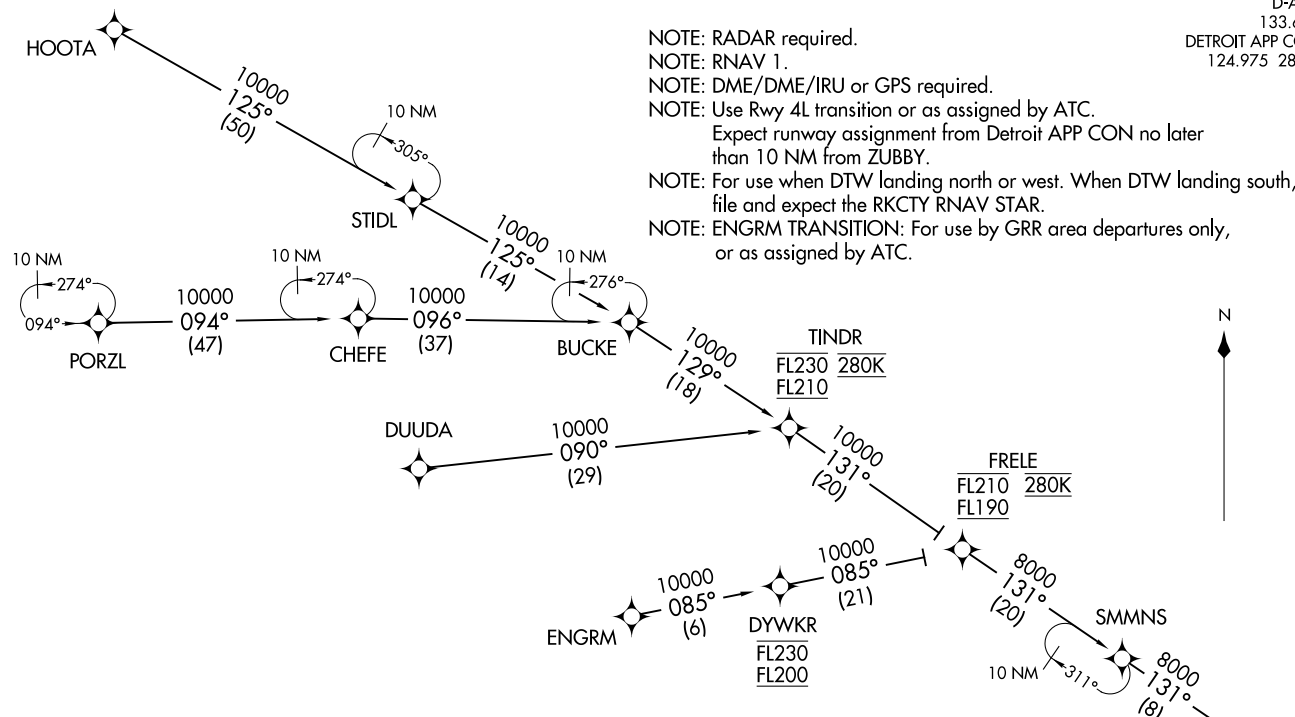 D-A
133.6
DETROIT APP CO
124.975 28
NOTE: RADAR required.
NOTE: RNAV 1.
NOTE: DME/DME/IRU or GPS required.
NOTE: Use Rwy 4L transition or as assigned by ATC.
Expect runway assignment from Detroit APP CON no later
than 10 NM from ZUBBY.
NOTE: For use when DTW landing north or west. When DTW landing south,
file and expect the RKCTY RNAV STAR.
NOTE: ENGRM TRANSITION: For use by GRR area departures only,
or as assigned by ATC.
HOOTA
10000
125°
(50)
10 NM
305°
STIDL
10000
125°
(14)
10 NM
274°
094°
PORZL
10000
094°
(47)
10 NM
274°
CHEFE
10000
096°
(37)
10 NM
276°
BUCKE
10000
129°
(18)
TINDR
FL230 280K
FL210
DUUDA
10000
090°
(29)
10000
131°
(20)
FRELE
FL210 280K
FL190
N
ENGRM
10000
085°
(6)
DYWKR
FL230
FL200
10000
085°
(21)
8000
131°
(20)
SMMNS
10 NM
311°
8000
131°
(8)